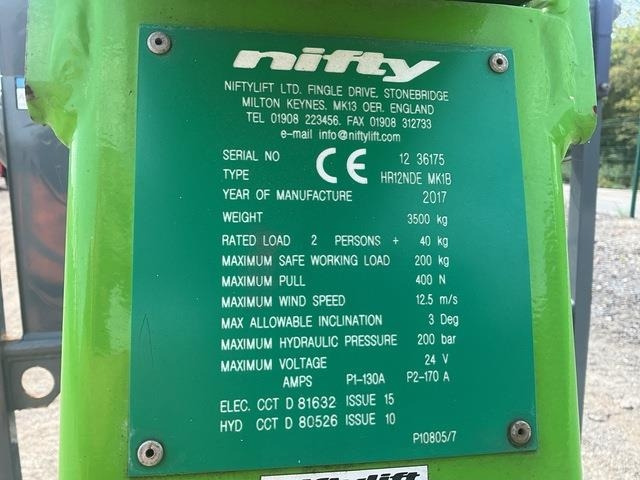 nifty
NIFTYLIFT LTD. FINGLE DRIVE. STONEBRIDGE
MILTON KEYNES. MK13 OER. ENGLAND
TEL 01908 223456. FAX 01908 312733
e-mail info@niftylift.com
SERIAL NO CE 12 36175
TYPE HR12NDE MK1B
YEAR OF MANUFACTURE 2017
WEIGHT 3500 kg
RATED LOAD 2 PERSONS + 40 kg
MAXIMUM SAFE WORKING LOAD 200 kg
MAXIMUM PULL 400 N
MAXIMUM WIND SPEED 12.5 m/s
MAX ALLOWABLE INCLINATION 3 Deg
MAXIMUM HYDRAULIC PRESSURE 200 bar
MAXIMUM VOLTAGE 24 V
AMPS P1-130A P2-170 A
ELEC. CCT D 81632 ISSUE 15
HYD CCT D 80526 ISSUE 10
P10805/7